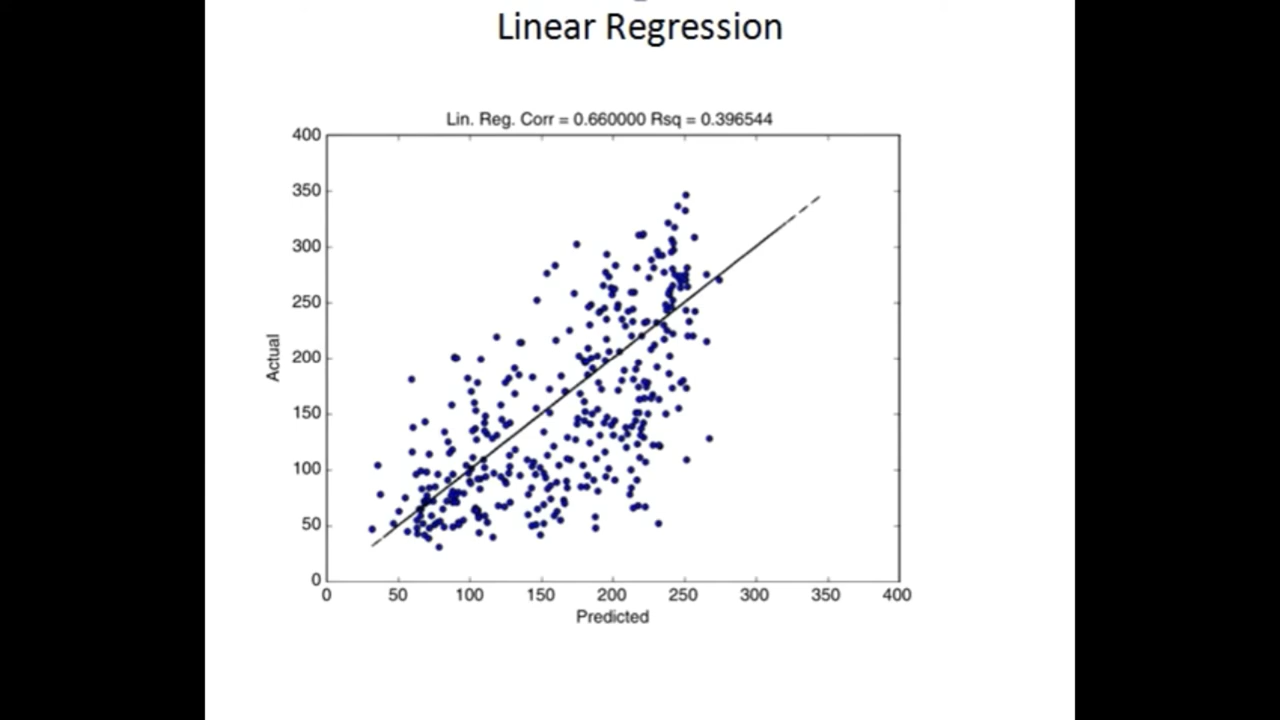 Linear Regression
Lin. Reg. Corr = 0.660000 Rsq = 0.396544
400
350
300
250
200
150
100
50
0
Actual
0 50 100 150 200 250 300 350 400
Predicted